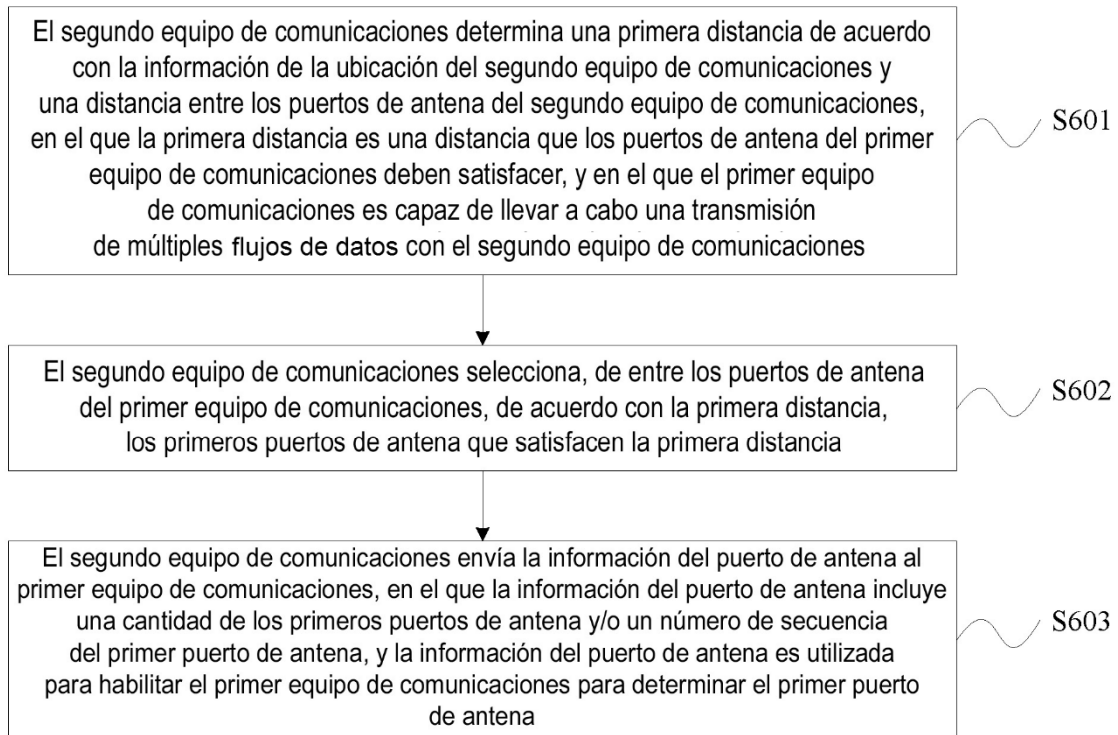 El segundo equipo de comunicaciones determina una primera distancia de acuerdo
con la información de la ubicación del segundo equipo de comunicaciones y
una distancia entre los puertos de antena del segundo equipo de comunicaciones,
en el que la primera distancia es una distancia que los puertos de antena del primer
equipo de comunicaciones deben satisfacer, y en el que el primer equipo
de comunicaciones es capaz de llevar a cabo una transmisión
de múltiples flujos de datos con el segundo equipo de comunicaciones
S601
El segundo equipo de comunicaciones selecciona, de entre los puertos de antena
del primer equipo de comunicaciones, de acuerdo con la primera distancia,
los primeros puertos de antena que satisfacen la primera distancia
S602
El segundo equipo de comunicaciones envía la información del puerto de antena al
primer equipo de comunicaciones, en el que la información del puerto de antena incluye
una cantidad de los primeros puertos de antena y/o un número de secuencia
del primer puerto de antena, y la información del puerto de antena es utilizada
para habilitar el primer equipo de comunicaciones para determinar el primer puerto
de antena
S603